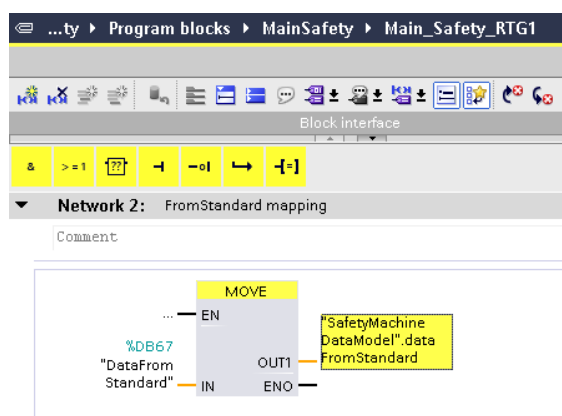 ...ty ▸ Program blocks ▸ MainSafety ▸ Main_Safety_RTG1
Block interface
& >=1 ?? ⊣ -o| ↦ -[=]
Network 2: FromStandard mapping
Comment
MOVE
... EN
"SafetyMachine
DataModel".data
FromStandard
%DB67
"DataFrom
Standard"
OUT1
IN ENO